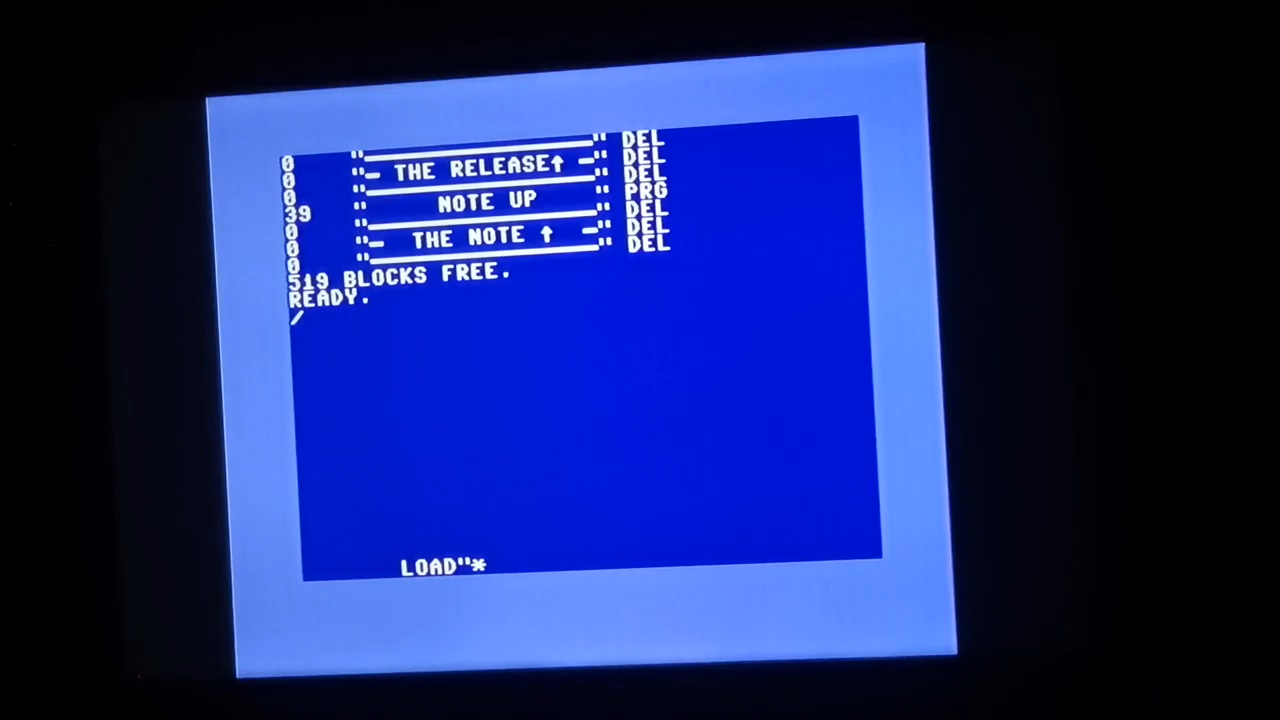 0 "══════════════════" DEL
0 "- THE RELEASE↑ -" DEL
0 "══════════════════" DEL
39 " NOTE UP " PRG
0 "══════════════════" DEL
0 "- THE NOTE ↑ -" DEL
0 "══════════════════" DEL
519 BLOCKS FREE.
READY.
/
LOAD"*